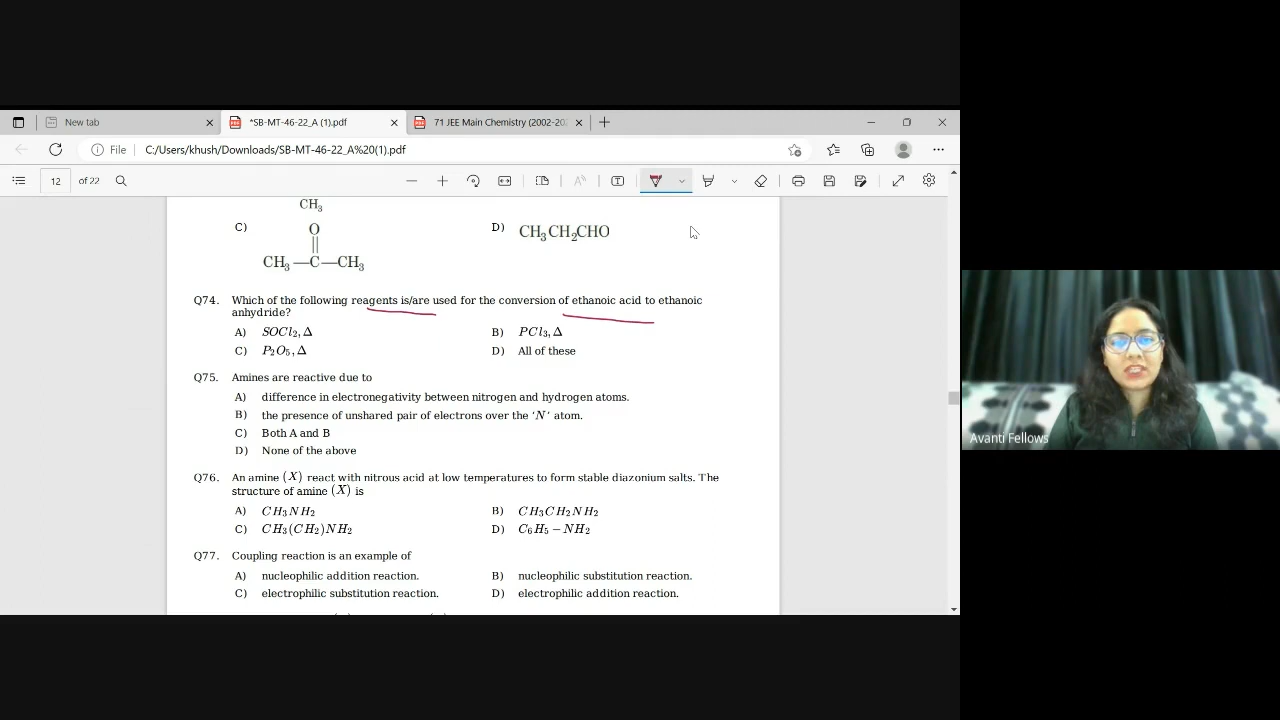 New tab
*SB-MT-46-22_A (1).pdf
71 JEE Main Chemistry (2002-202
File C:/Users/khush/Downloads/SB-MT-46-22_A%20(1).pdf
12 of 22
CH3
C) O
D) CH3CH2CHO
CH3—C—CH3
Q74. Which of the following reagents is/are used for the conversion of ethanoic acid to ethanoic
anhydride?
A) SOCl2, Δ B) PCl3, Δ
C) P2O5, Δ D) All of these
Q75. Amines are reactive due to
A) difference in electronegativity between nitrogen and hydrogen atoms.
B) the presence of unshared pair of electrons over the 'N' atom.
C) Both A and B
D) None of the above
Q76. An amine (X) react with nitrous acid at low temperatures to form stable diazonium salts. The
structure of amine (X) is
A) CH3NH2 B) CH3CH2NH2
C) CH3(CH2)NH2 D) C6H5 − NH2
Q77. Coupling reaction is an example of
A) nucleophilic addition reaction. B) nucleophilic substitution reaction.
C) electrophilic substitution reaction. D) electrophilic addition reaction.
Avanti Fellows